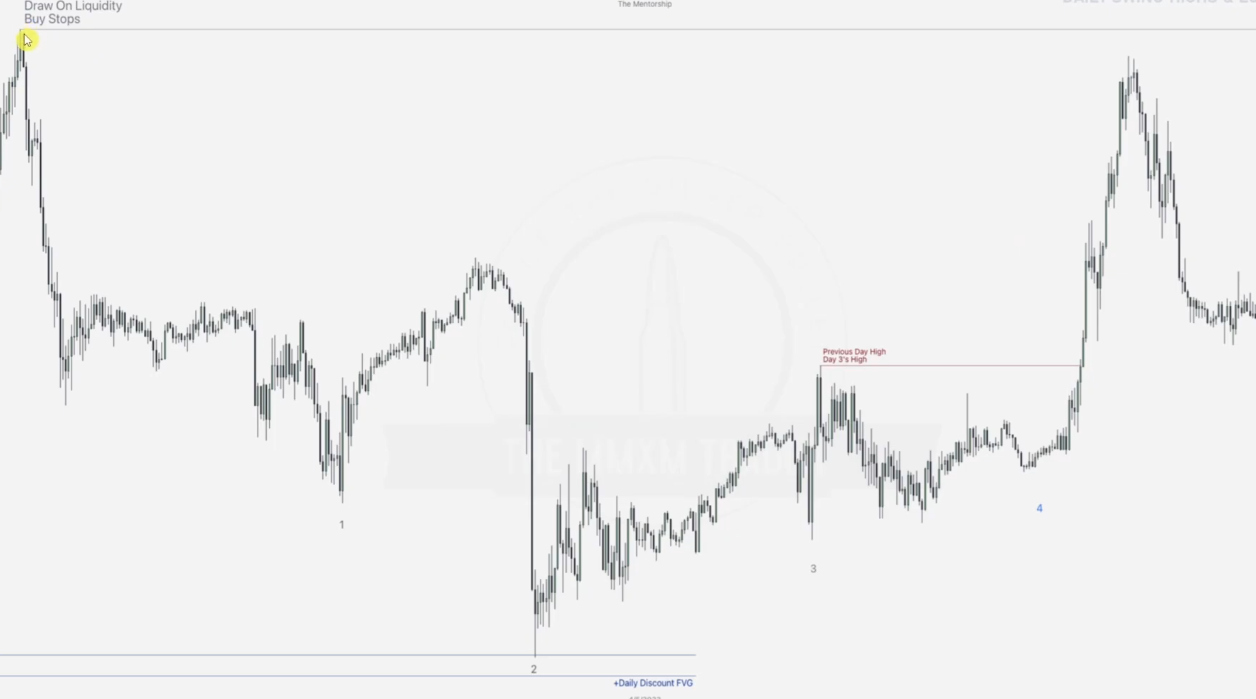 Draw On Liquidity
Buy Stops
The Mentorship
Previous Day High
Day 3's High
1
2
3
4
+Daily Discount FVG